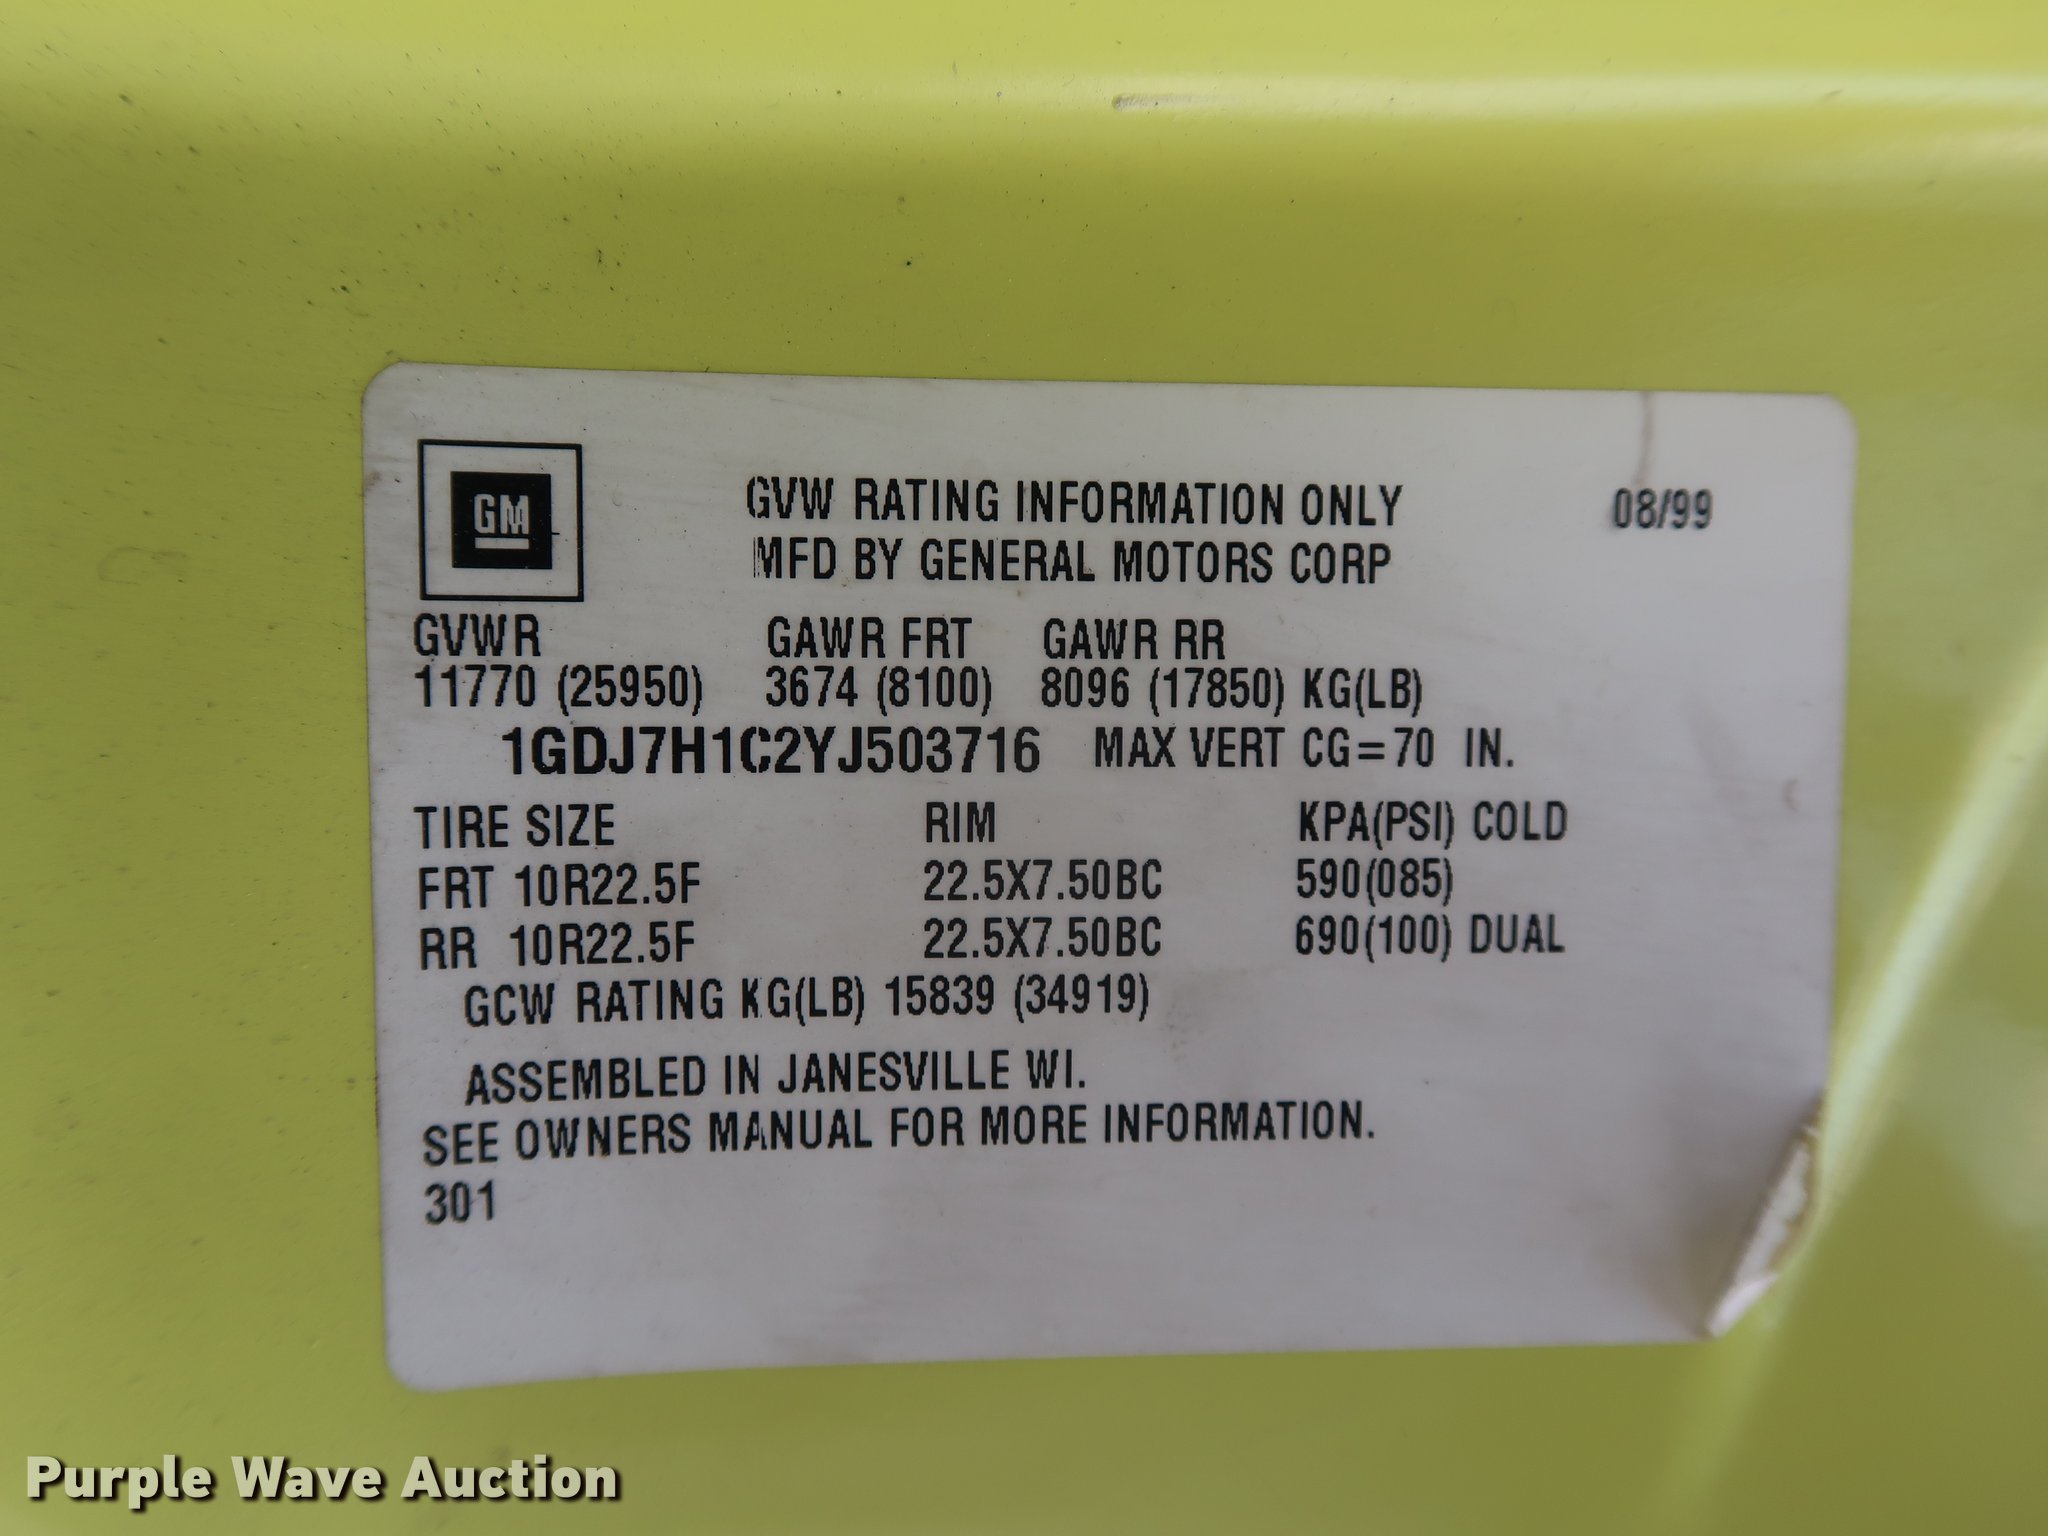 GM
GVW RATING INFORMATION ONLY 08/99
MFD BY GENERAL MOTORS CORP
GVWR GAWR FRT GAWR RR
11770 (25950) 3674 (8100) 8096 (17850) KG(LB)
1GDJ7H1C2YJ503716 MAX VERT CG=70 IN.
TIRE SIZE RIM KPA(PSI) COLD
FRT 10R22.5F 22.5X7.50BC 590(085)
RR 10R22.5F 22.5X7.50BC 690(100) DUAL
GCW RATING KG(LB) 15839 (34919)
ASSEMBLED IN JANESVILLE WI.
SEE OWNERS MANUAL FOR MORE INFORMATION.
301
Purple Wave Auction